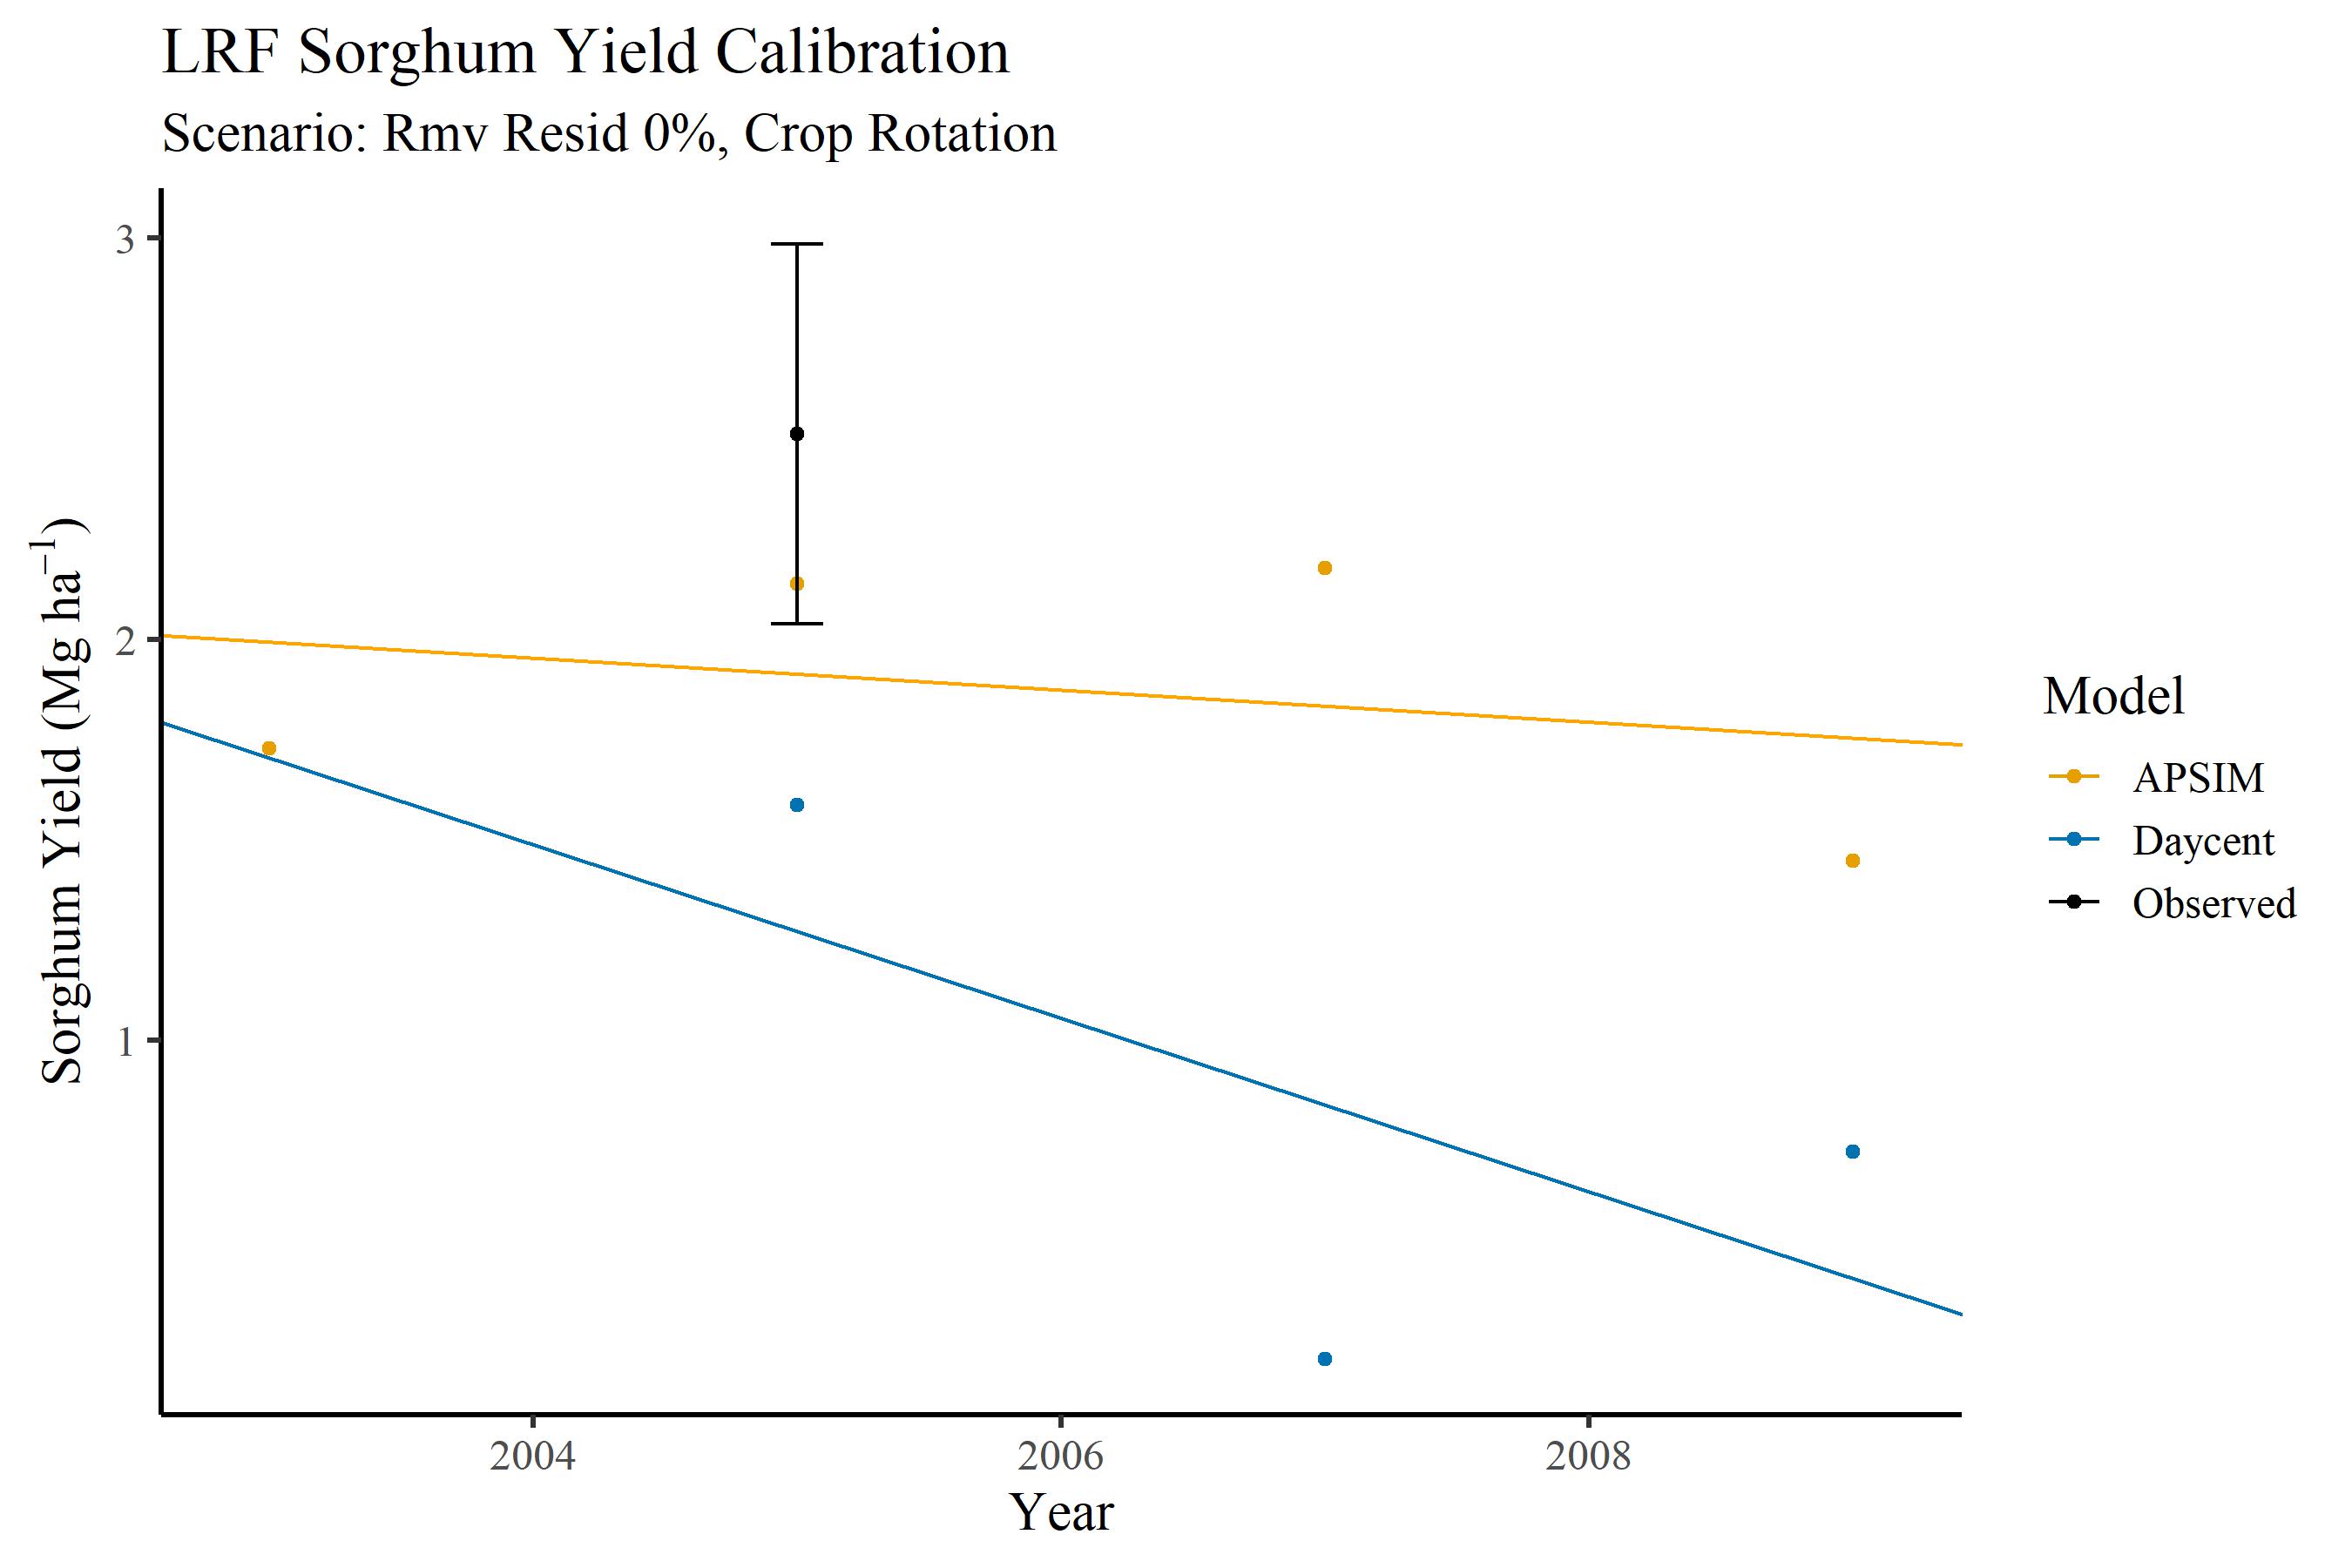 LRF Sorghum Yield Calibration
Scenario: Rmv Resid 0%, Crop Rotation
Sorghum Yield (Mg ha⁻¹)
3
2
1
2004
2006
2008
Year
Model
APSIM
Daycent
Observed